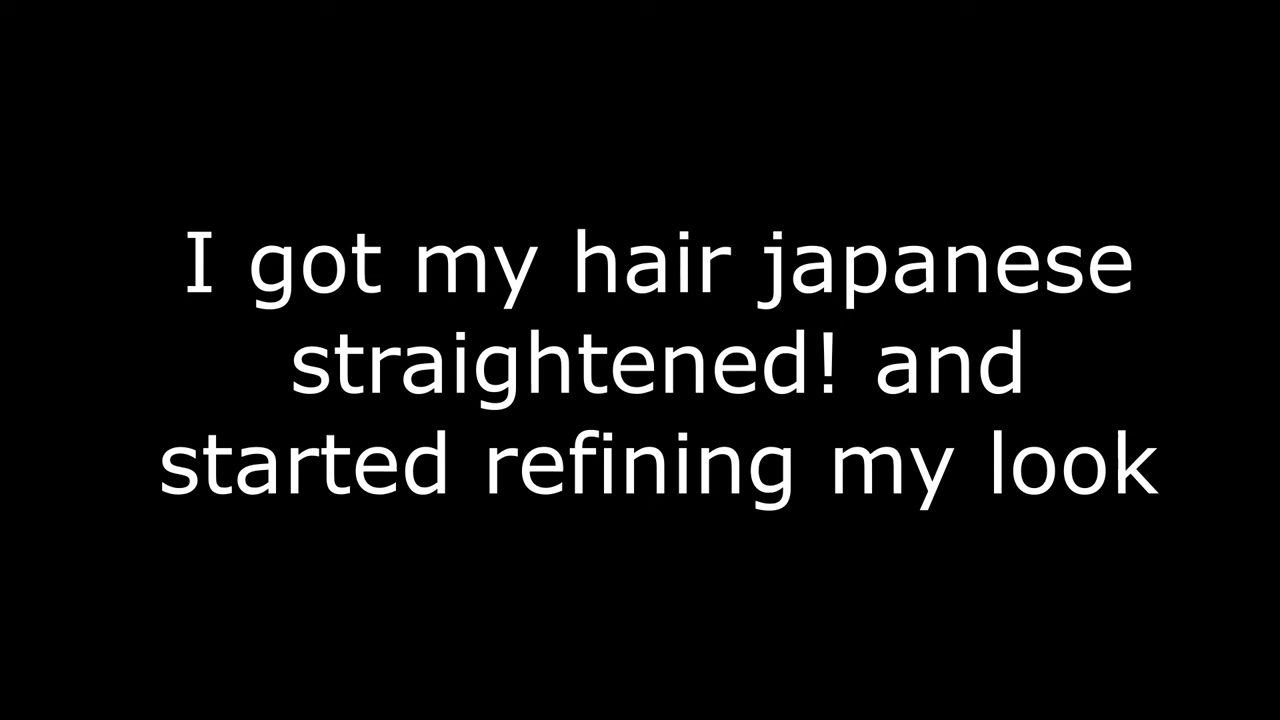 I got my hair japanese
straightened! and
started refining my look